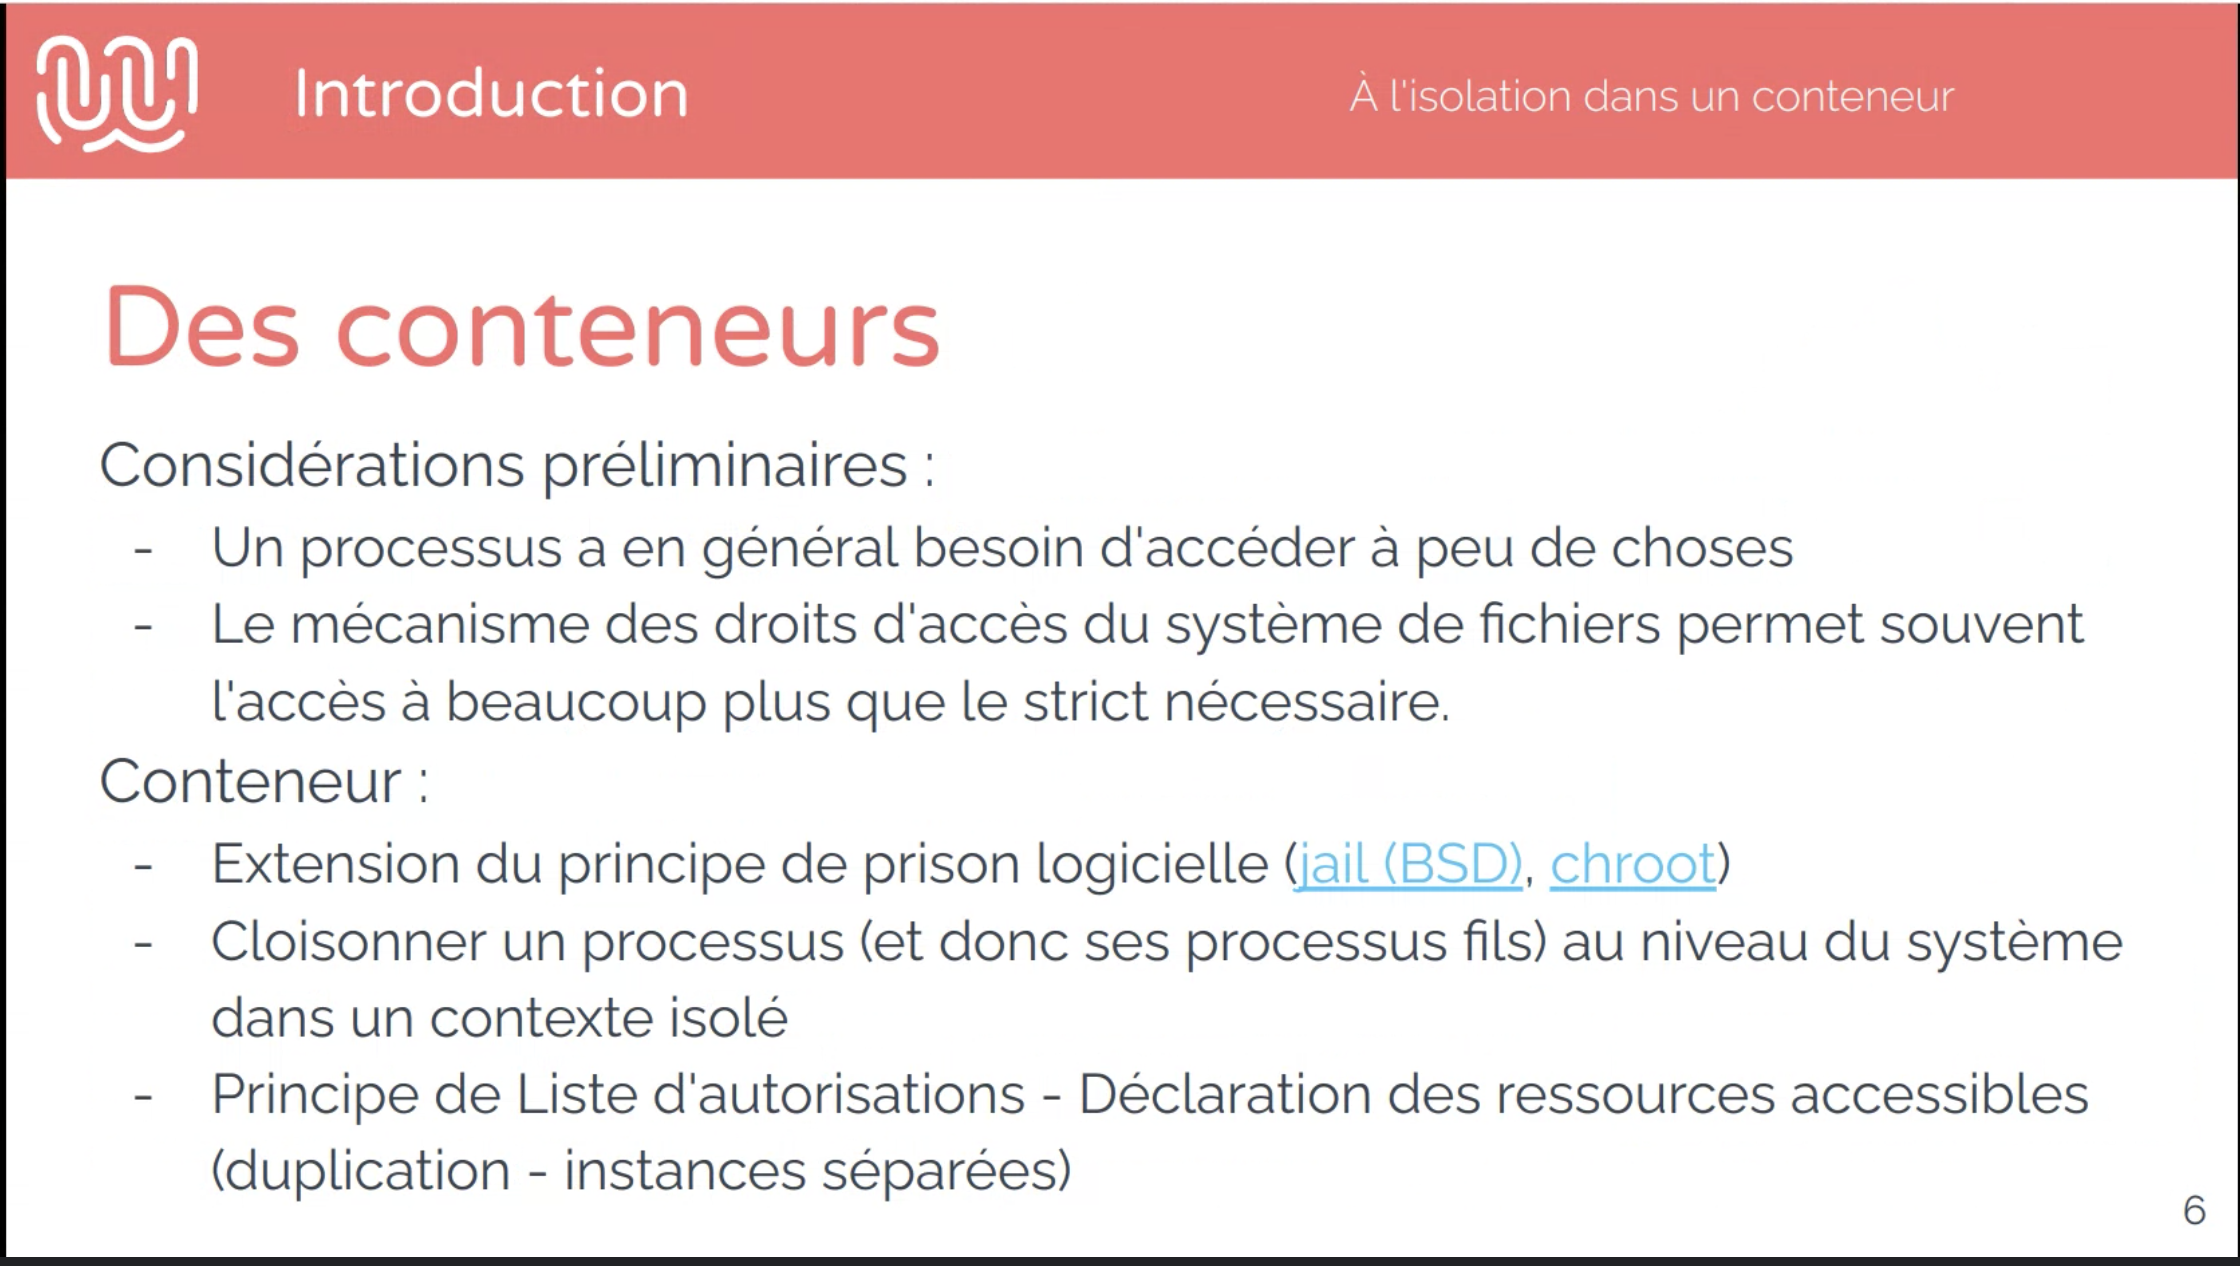 Introduction
À l'isolation dans un conteneur
Des conteneurs
Considérations préliminaires :
- Un processus a en général besoin d'accéder à peu de choses
- Le mécanisme des droits d'accès du système de fichiers permet souvent
l'accès à beaucoup plus que le strict nécessaire.
Conteneur :
- Extension du principe de prison logicielle (jail (BSD), chroot)
- Cloisonner un processus (et donc ses processus fils) au niveau du système
dans un contexte isolé
- Principe de Liste d'autorisations - Déclaration des ressources accessibles
(duplication - instances séparées)
6